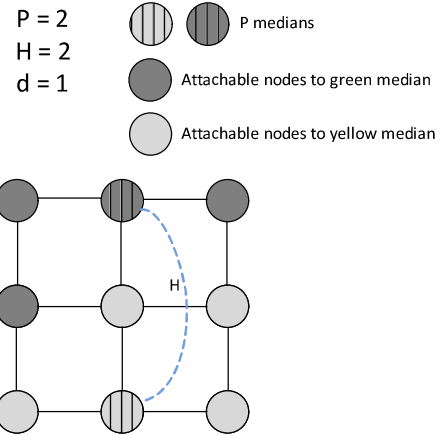 P = 2
H = 2
d = 1
P medians
Attachable nodes to green median
Attachable nodes to yellow median
H